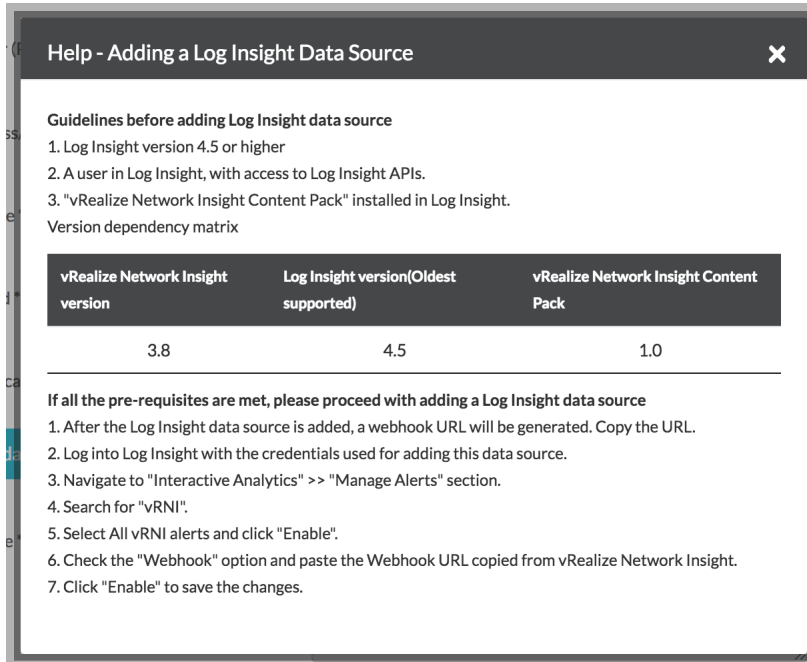 Help - Adding a Log Insight Data Source
Guidelines before adding Log Insight data source
1. Log Insight version 4.5 or higher
2. A user in Log Insight, with access to Log Insight APIs.
3. "vRealize Network Insight Content Pack" installed in Log Insight.
Version dependency matrix
vRealize Network Insight version
Log Insight version(Oldest supported)
vRealize Network Insight Content Pack
3.8 4.5 1.0
If all the pre-requisites are met, please proceed with adding a Log Insight data source
1. After the Log Insight data source is added, a webhook URL will be generated. Copy the URL.
2. Log into Log Insight with the credentials used for adding this data source.
3. Navigate to "Interactive Analytics" >> "Manage Alerts" section.
4. Search for "vRNI".
5. Select All vRNI alerts and click "Enable".
6. Check the "Webhook" option and paste the Webhook URL copied from vRealize Network Insight.
7. Click "Enable" to save the changes.